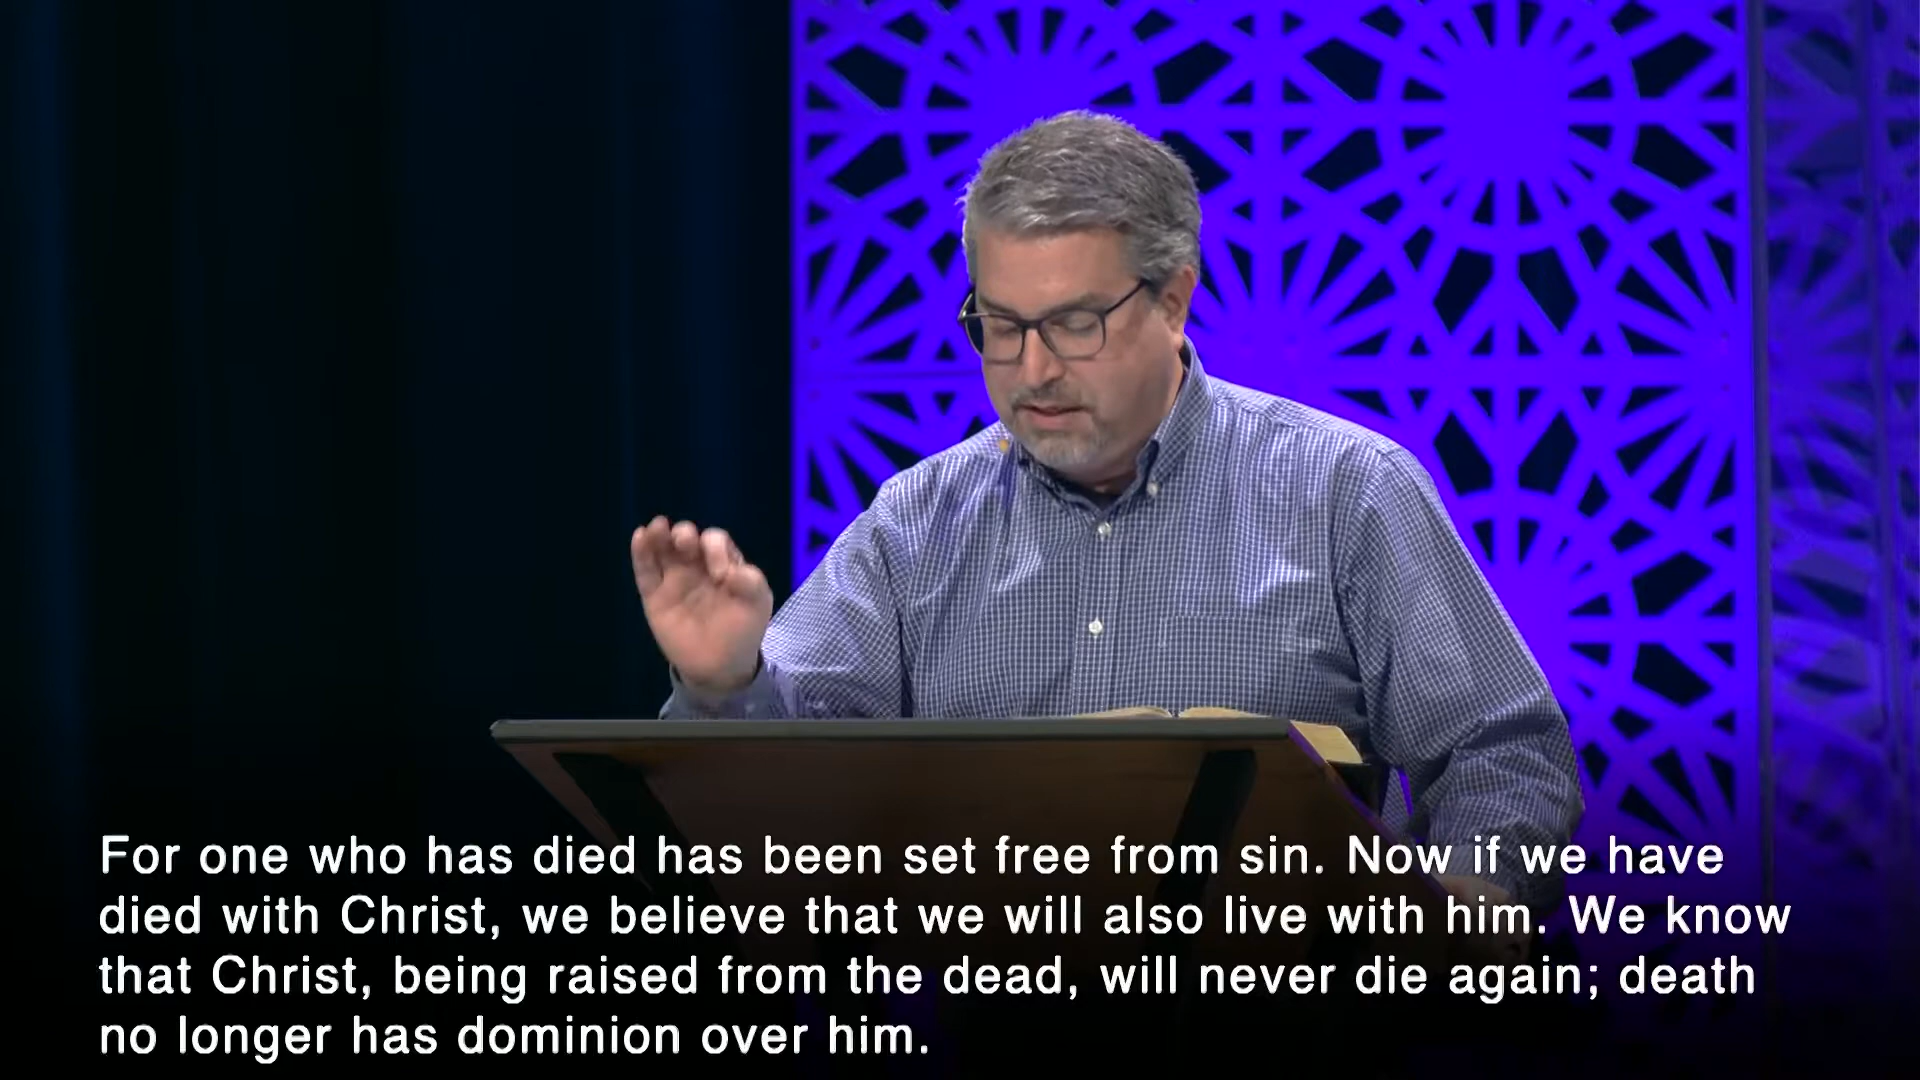 For one who has died has been set free from sin. Now if we have
died with Christ, we believe that we will also live with him. We know
that Christ, being raised from the dead, will never die again; death
no longer has dominion over him.